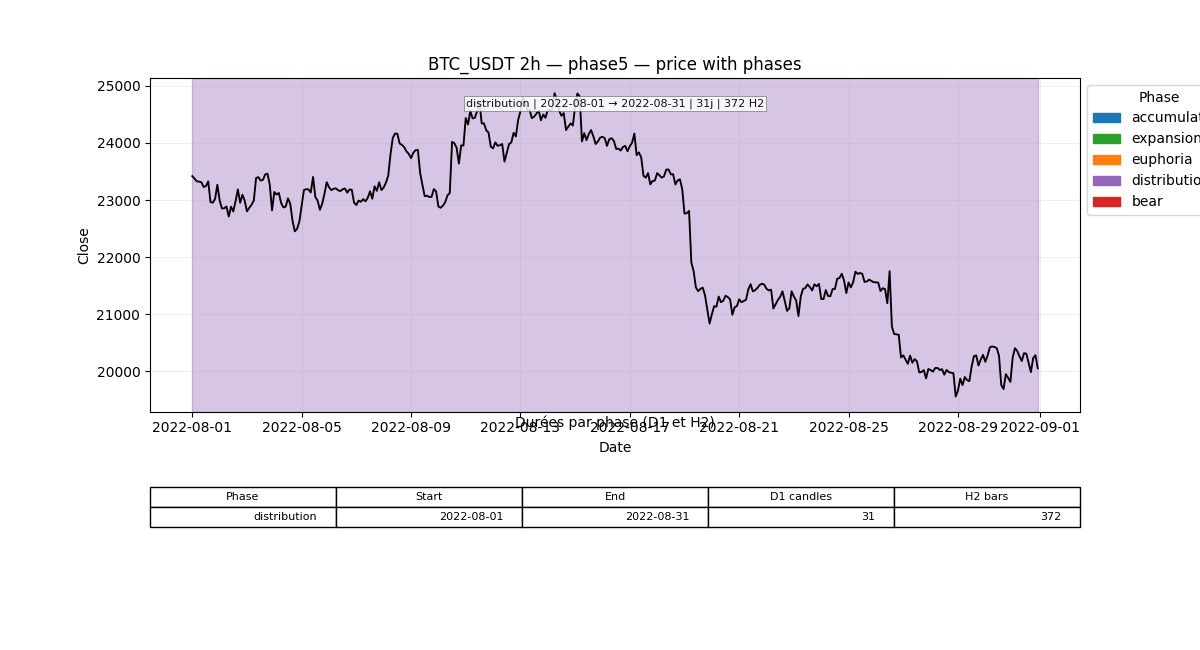 BTC_USDT 2h — phase5 — price with phases
distribution | 2022-08-01 → 2022-08-31 | 31j | 372 H2
25000
24000
23000
22000
21000
20000
Close
Phase
accumulat
expansion
euphoria
distributio
bear
Durées par phase (D1 et H2)
2022-08-01 2022-08-05 2022-08-09 2022-08-13 2022-08-17 2022-08-21 2022-08-25 2022-08-29 2022-09-01
Date
Phase Start End D1 candles H2 bars
distribution 2022-08-01 2022-08-31 31 372